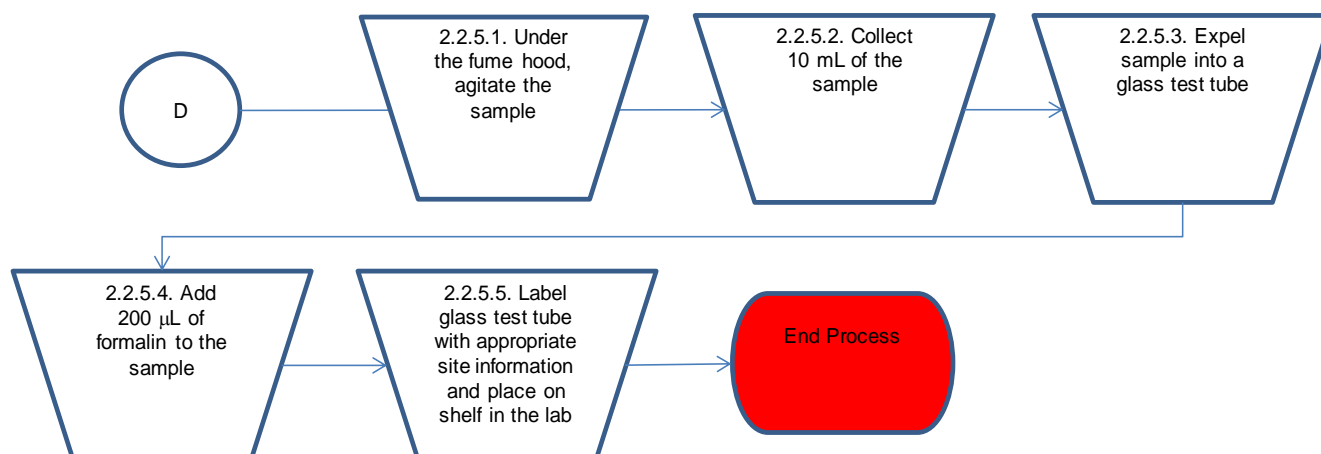 D
2.2.5.1. Under
the fume hood,
agitate the
sample
2.2.5.2. Collect
10 mL of the
sample
2.2.5.3. Expel
sample into a
glass test tube
2.2.5.4. Add
200 μL of
formalin to the
sample
2.2.5.5. Label
glass test tube
with appropriate
site information
and place on
shelf in the lab
End Process